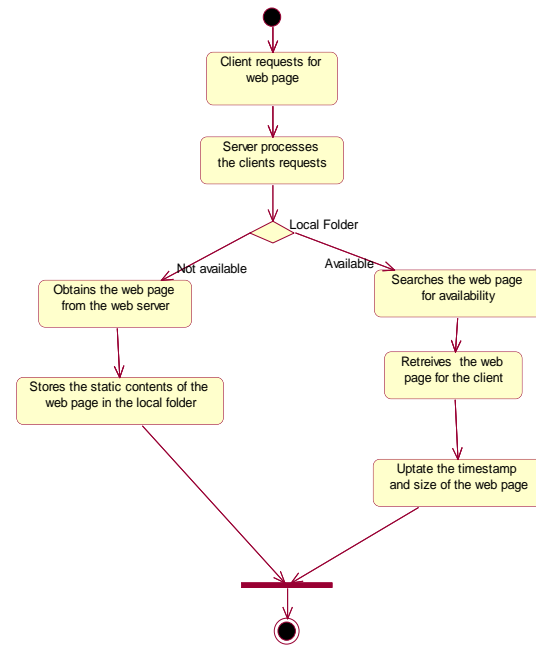 Client requests for
web page
Server processes
the clients requests
Local Folder
Not available
Available
Obtains the web page
from the web server
Searches the web page
for availability
Retreives the web
page for the client
Stores the static contents of the
web page in the local folder
Uptate the timestamp
and size of the web page